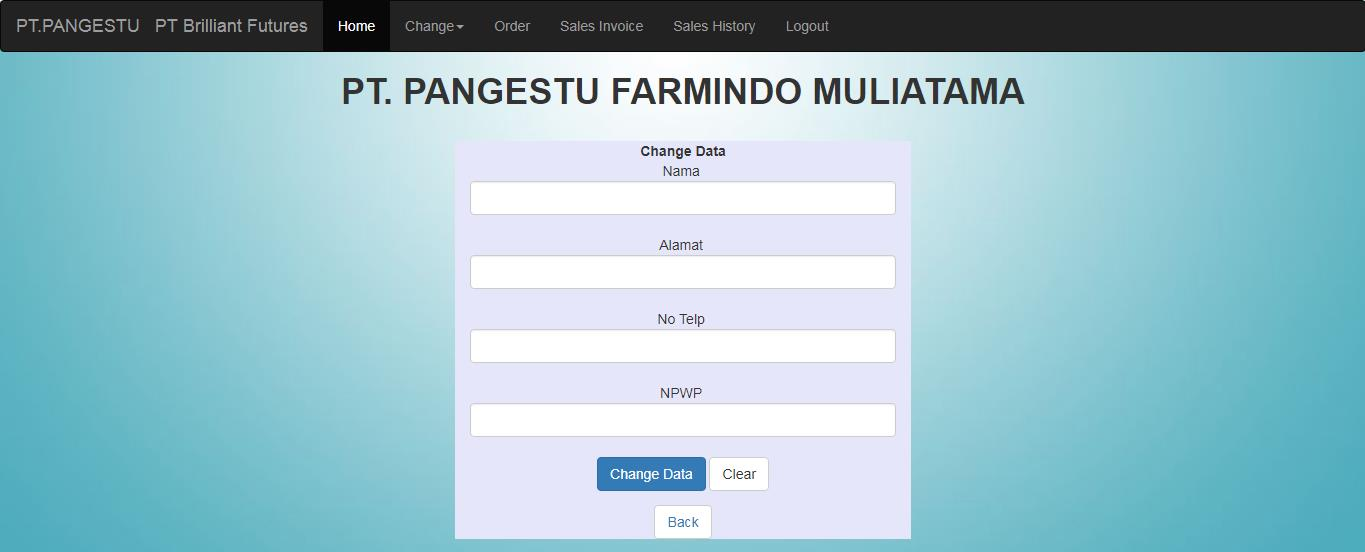 PT.PANGESTU PT Brilliant Futures Home Change Order Sales Invoice Sales History Logout
PT. PANGESTU FARMINDO MULIATAMA
Change Data
Nama
Alamat
No Telp
NPWP
Change Data Clear
Back